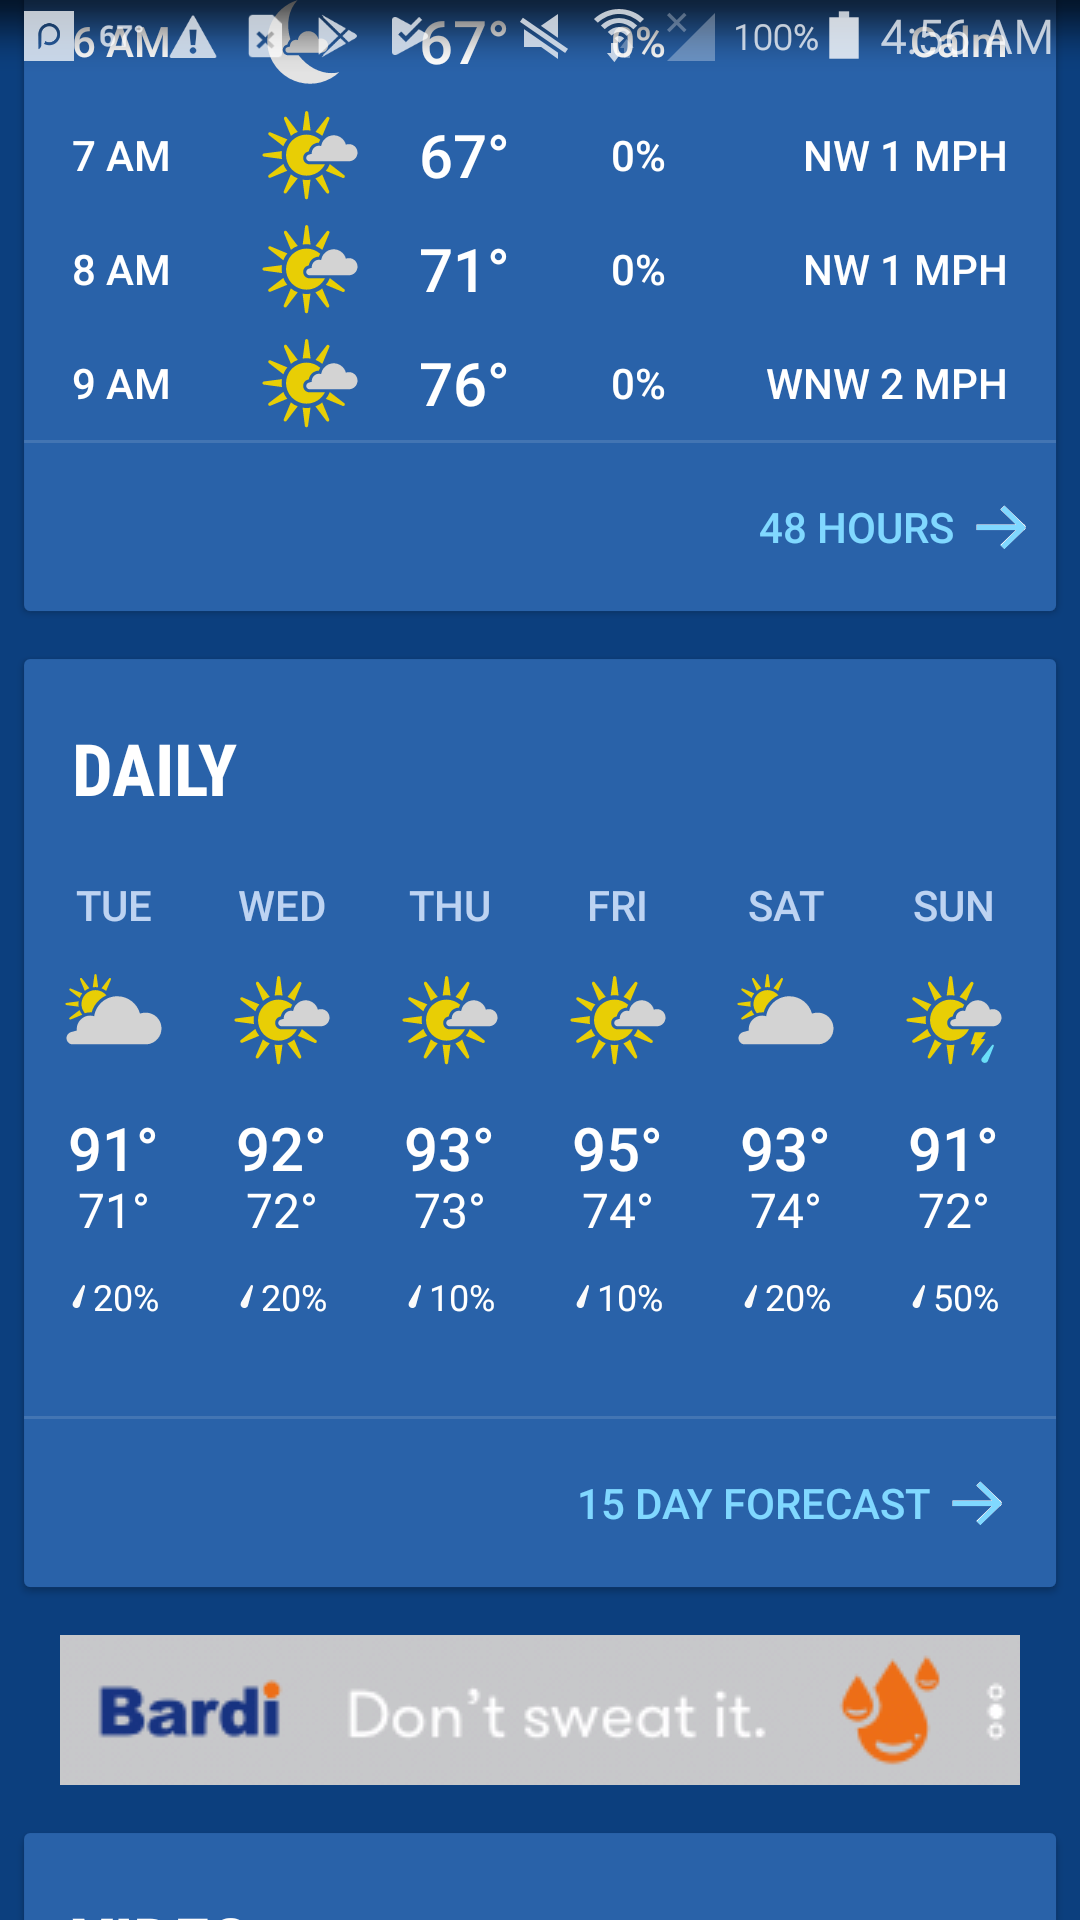 67° 100% 4:56 AM
6 AM 67° 0% Calm
7 AM 67° 0% NW 1 MPH
8 AM 71° 0% NW 1 MPH
9 AM 76° 0% WNW 2 MPH
48 HOURS
DAILY
TUE WED THU FRI SAT SUN
91° 92° 93° 95° 93° 91°
71° 72° 73° 74° 74° 72°
20% 20% 10% 10% 20% 50%
15 DAY FORECAST
Bardi Don't sweat it.